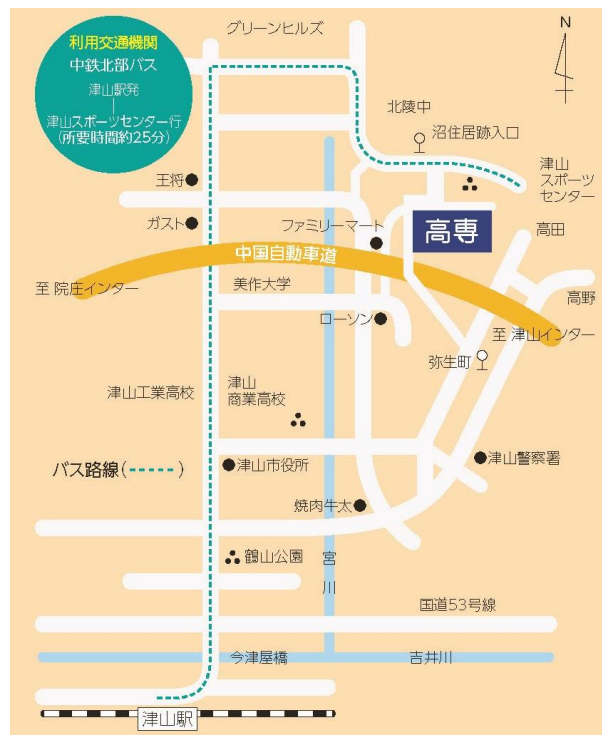 利用交通機関
中鉄北部バス
津山駅発
津山スポーツセンター行
(所要時間約25分)
グリーンヒルズ
N
北陵中
沼住居跡入口
津山
スポーツ
センター
王将
ガスト
ファミリーマート
高専
高田
中国自動車道
至 院庄インター
美作大学
高野
ローソン
至 津山インター
弥生町
津山工業高校
津山
商業高校
バス路線(-----)
津山市役所
津山警察署
焼肉牛太
鶴山公園
宮
川
国道53号線
今津屋橋
吉井川
津山駅